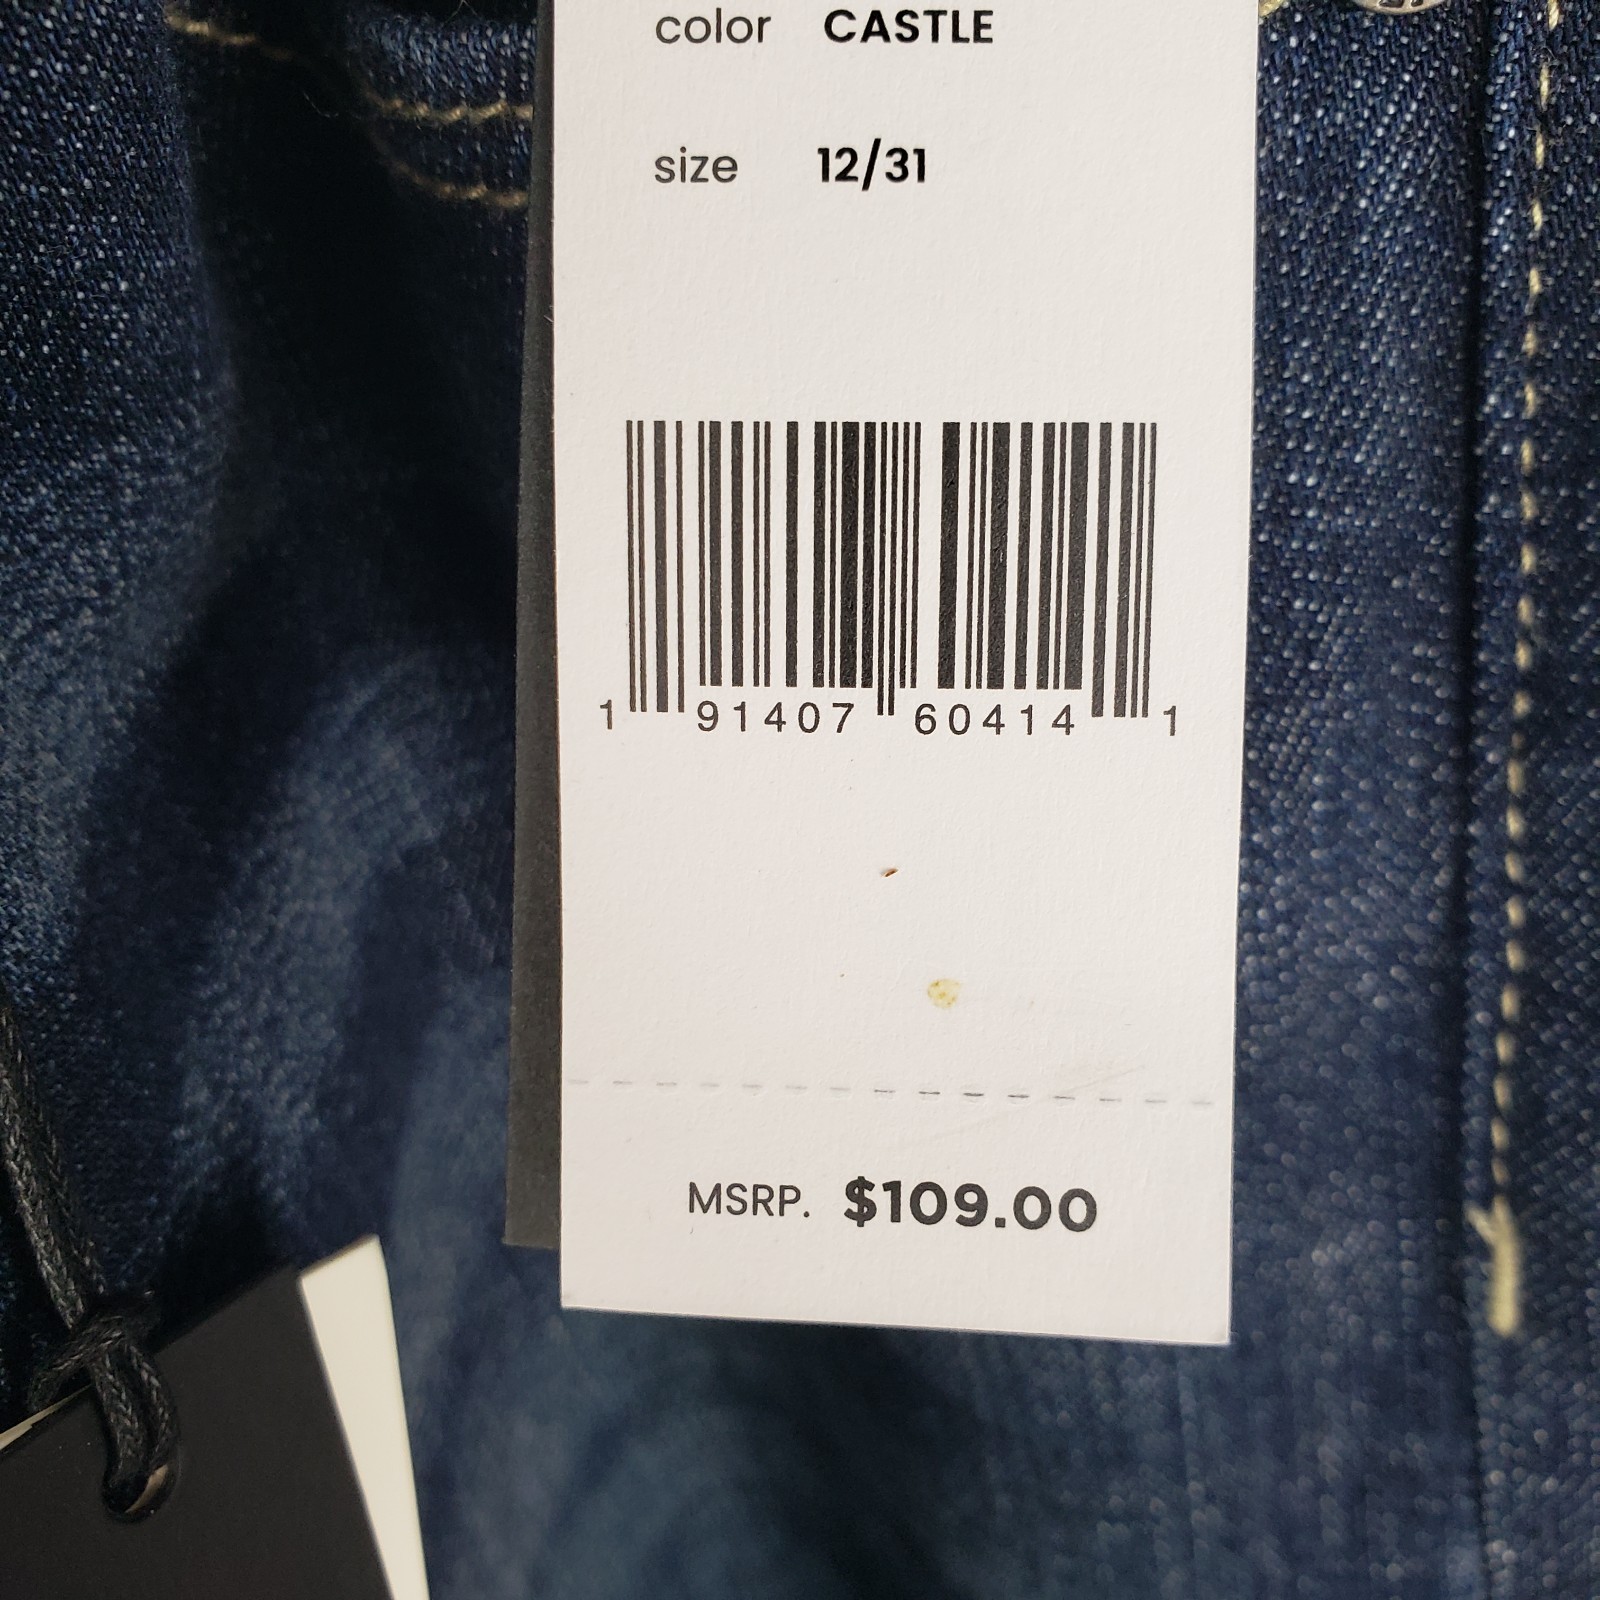 color CASTLE
size 12/31
1 91407 60414 1
MSRP. $109.00